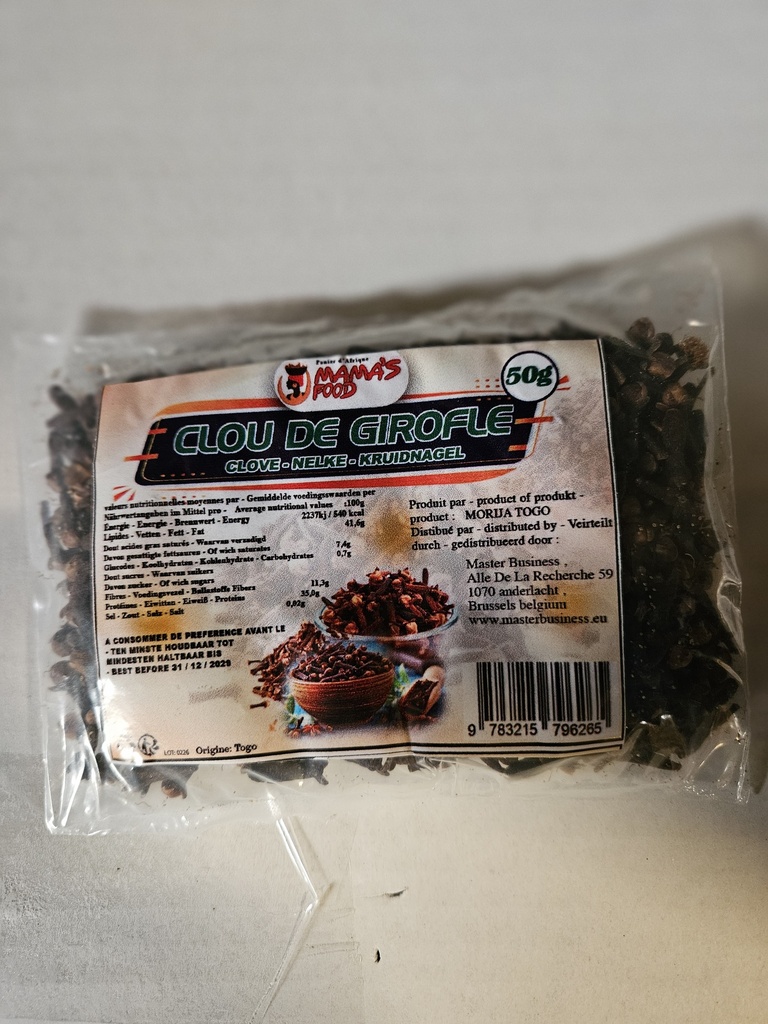 Panier d'Afrique
MAMA'S
FOOD
50g
CLOU DE GIROFLE
CLOVE - NELKE - KRUIDNAGEL
valeurs nutritionnelles moyennes par - Gemiddelde voedingswaarden per
Nährwertangaben im Mittel pro - Average nutritional values :100g
Energie - Energie - Brennwert - Energy 2237kj / 540 kcal
Lipides - Vetten - Fett - Fat 41,6g
Dont acides gras saturés - Waarvan verzadigd
Davon gesattigte fettsauren - Of wich saturates 7,4g
Glucodes - Koolhydraten - Kohlenhydrate - Carbohydrates 0,7g
Dont sucres - Waarvan suikers
Davon zucker - Of wich sugars
Fibres - Voedingsvezel - Ballastoffe Fibers 11,3g
Protéines - Eiwittan - Eiweiß - Proteins 35,0g
Sel - Zout - Salz - Salt 0,02g
A CONSOMMER DE PREFERENCE AVANT LE
- TEN MINSTE HOUDBAAR TOT
MINDESTEN HALTBAAR BIS
- BEST BEFORE 31 / 12 / 2029
LOT: 0226 Origine: Togo
Produit par - product of produkt -
product : MORIJA TOGO
Distibué par - distributed by - Veirteilt
durch - gedistribueerd door :
Master Business ,
Alle De La Recherche 59
1070 anderlacht ,
Brussels belgium
www.masterbusiness.eu
9 783215 796265